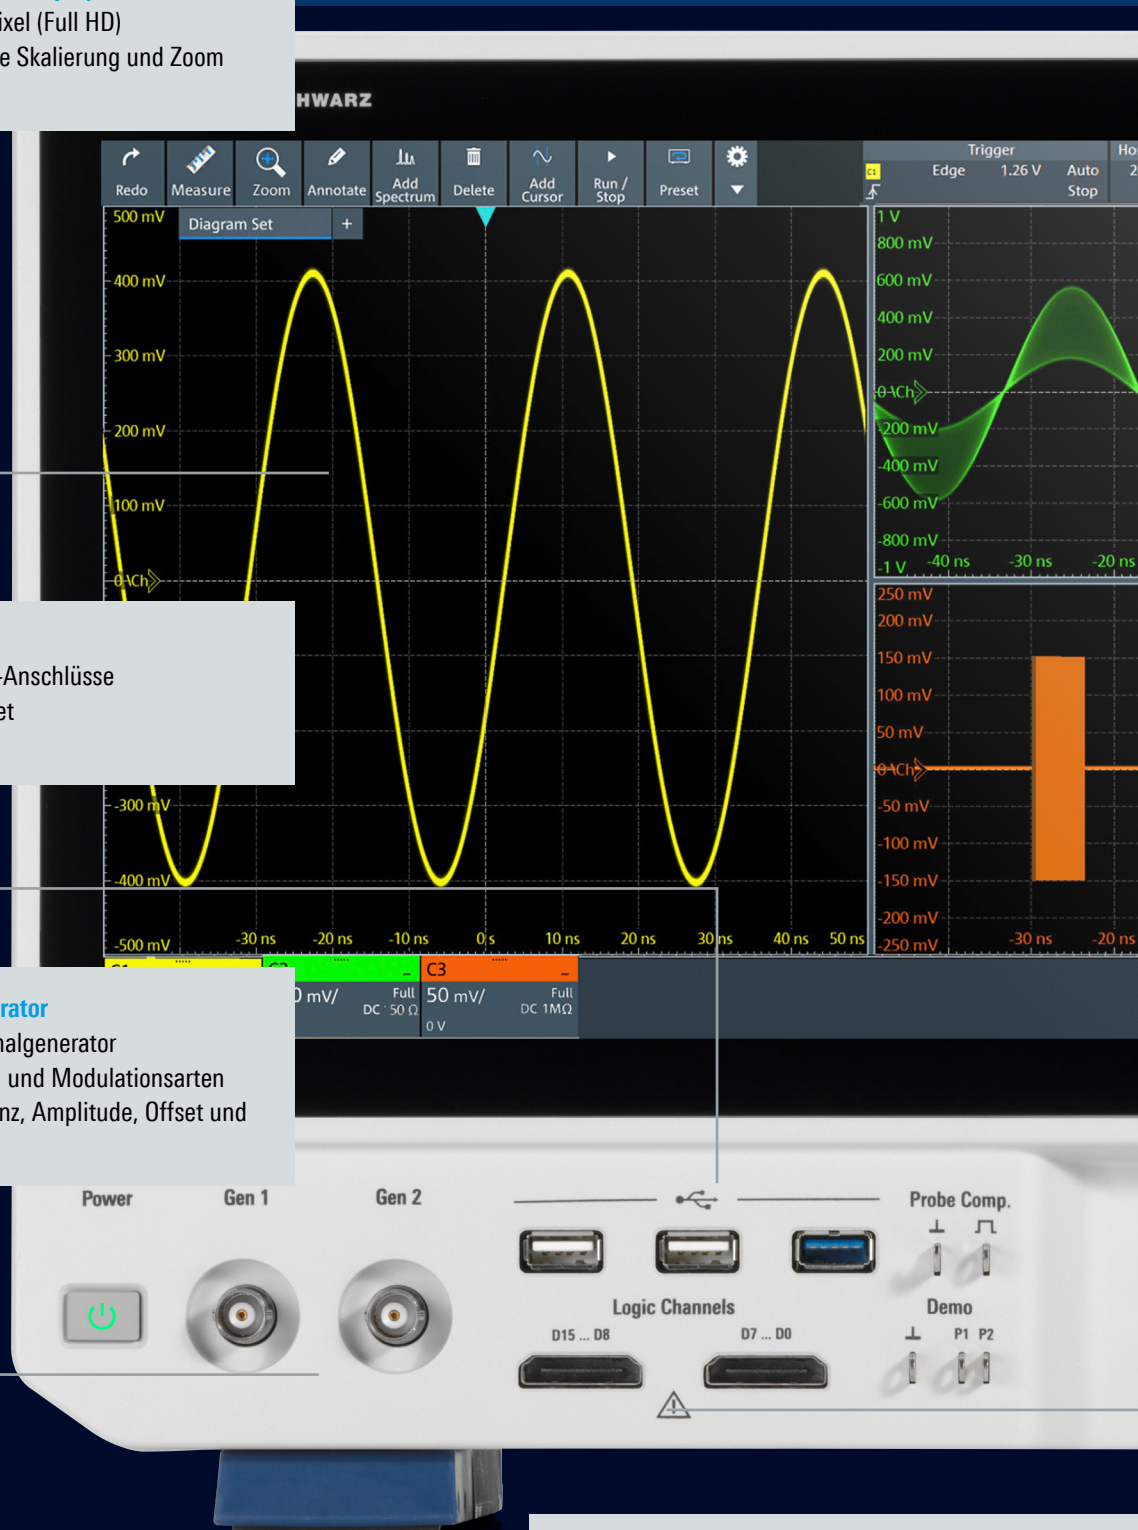 ixel (Full HD)
e Skalierung und Zoom
HWARZ
Redo
Measure
Zoom
Annotate
Add
Spectrum
Delete
Add
Cursor
Run /
Stop
Preset
Trigger
C1
Edge
1.26 V
Auto
Stop
Diagram Set
+
500 mV
400 mV
300 mV
200 mV
100 mV
0 \Ch
-300 mV
-400 mV
-500 mV
-30 ns
-20 ns
-10 ns
0 s
10 ns
20 ns
30 ns
40 ns
50 ns
1 V
800 mV
600 mV
400 mV
200 mV
0 \Ch
-200 mV
-400 mV
-600 mV
-800 mV
-1 V
-40 ns
-30 ns
-20 ns
250 mV
200 mV
150 mV
100 mV
50 mV
0 \Ch
-50 mV
-100 mV
-150 mV
-200 mV
-250 mV
-30 ns
-20 ns
-Anschlüsse
et
C3
mV/
Full
DC 50 Ω
50 mV/
Full
DC 1MΩ
0 V
rator
nalgenerator
und Modulationsarten
nz, Amplitude, Offset und
Power
Gen 1
Gen 2
Probe Comp.
Logic Channels
D15 ... D8
D7 ... D0
Demo
P1 P2